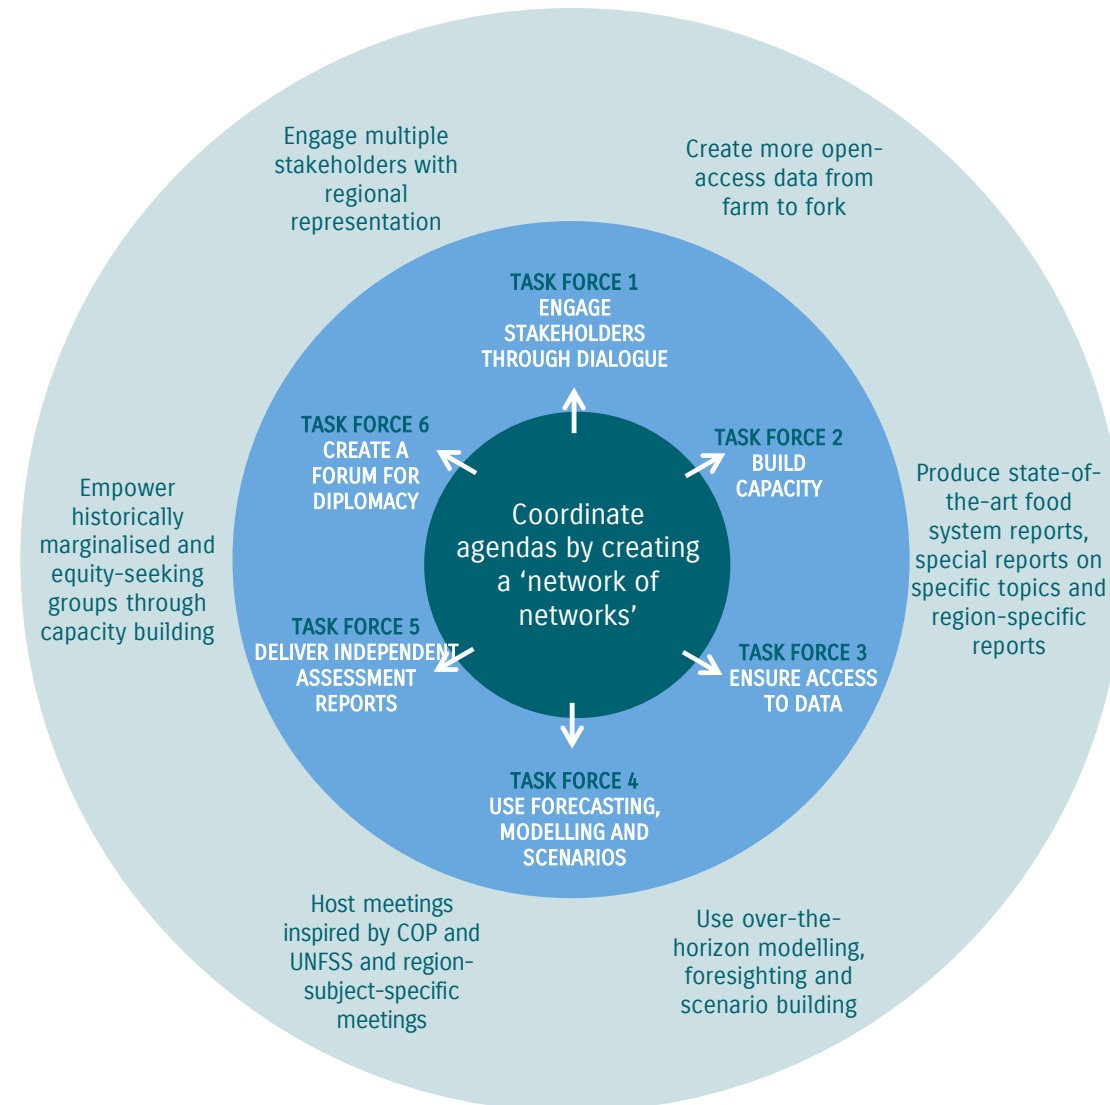 Engage multiple
stakeholders with
regional
representation
Create more open-
access data from
farm to fork
TASK FORCE 1
ENGAGE
STAKEHOLDERS
THROUGH DIALOGUE
TASK FORCE 6
CREATE A
FORUM FOR
DIPLOMACY
TASK FORCE 2
BUILD
CAPACITY
Empower
historically
marginalised and
equity-seeking
groups through
capacity building
Coordinate
agendas by creating
a ‘network of
networks’
Produce state-of-
the-art food
system reports,
special reports on
specific topics and
region-specific
reports
TASK FORCE 5
DELIVER INDEPENDENT
ASSESSMENT
REPORTS
TASK FORCE 3
ENSURE ACCESS
TO DATA
TASK FORCE 4
USE FORECASTING,
MODELLING AND
SCENARIOS
Host meetings
inspired by COP and
UNFSS and region-
subject-specific
meetings
Use over-the-
horizon modelling,
foresighting and
scenario building